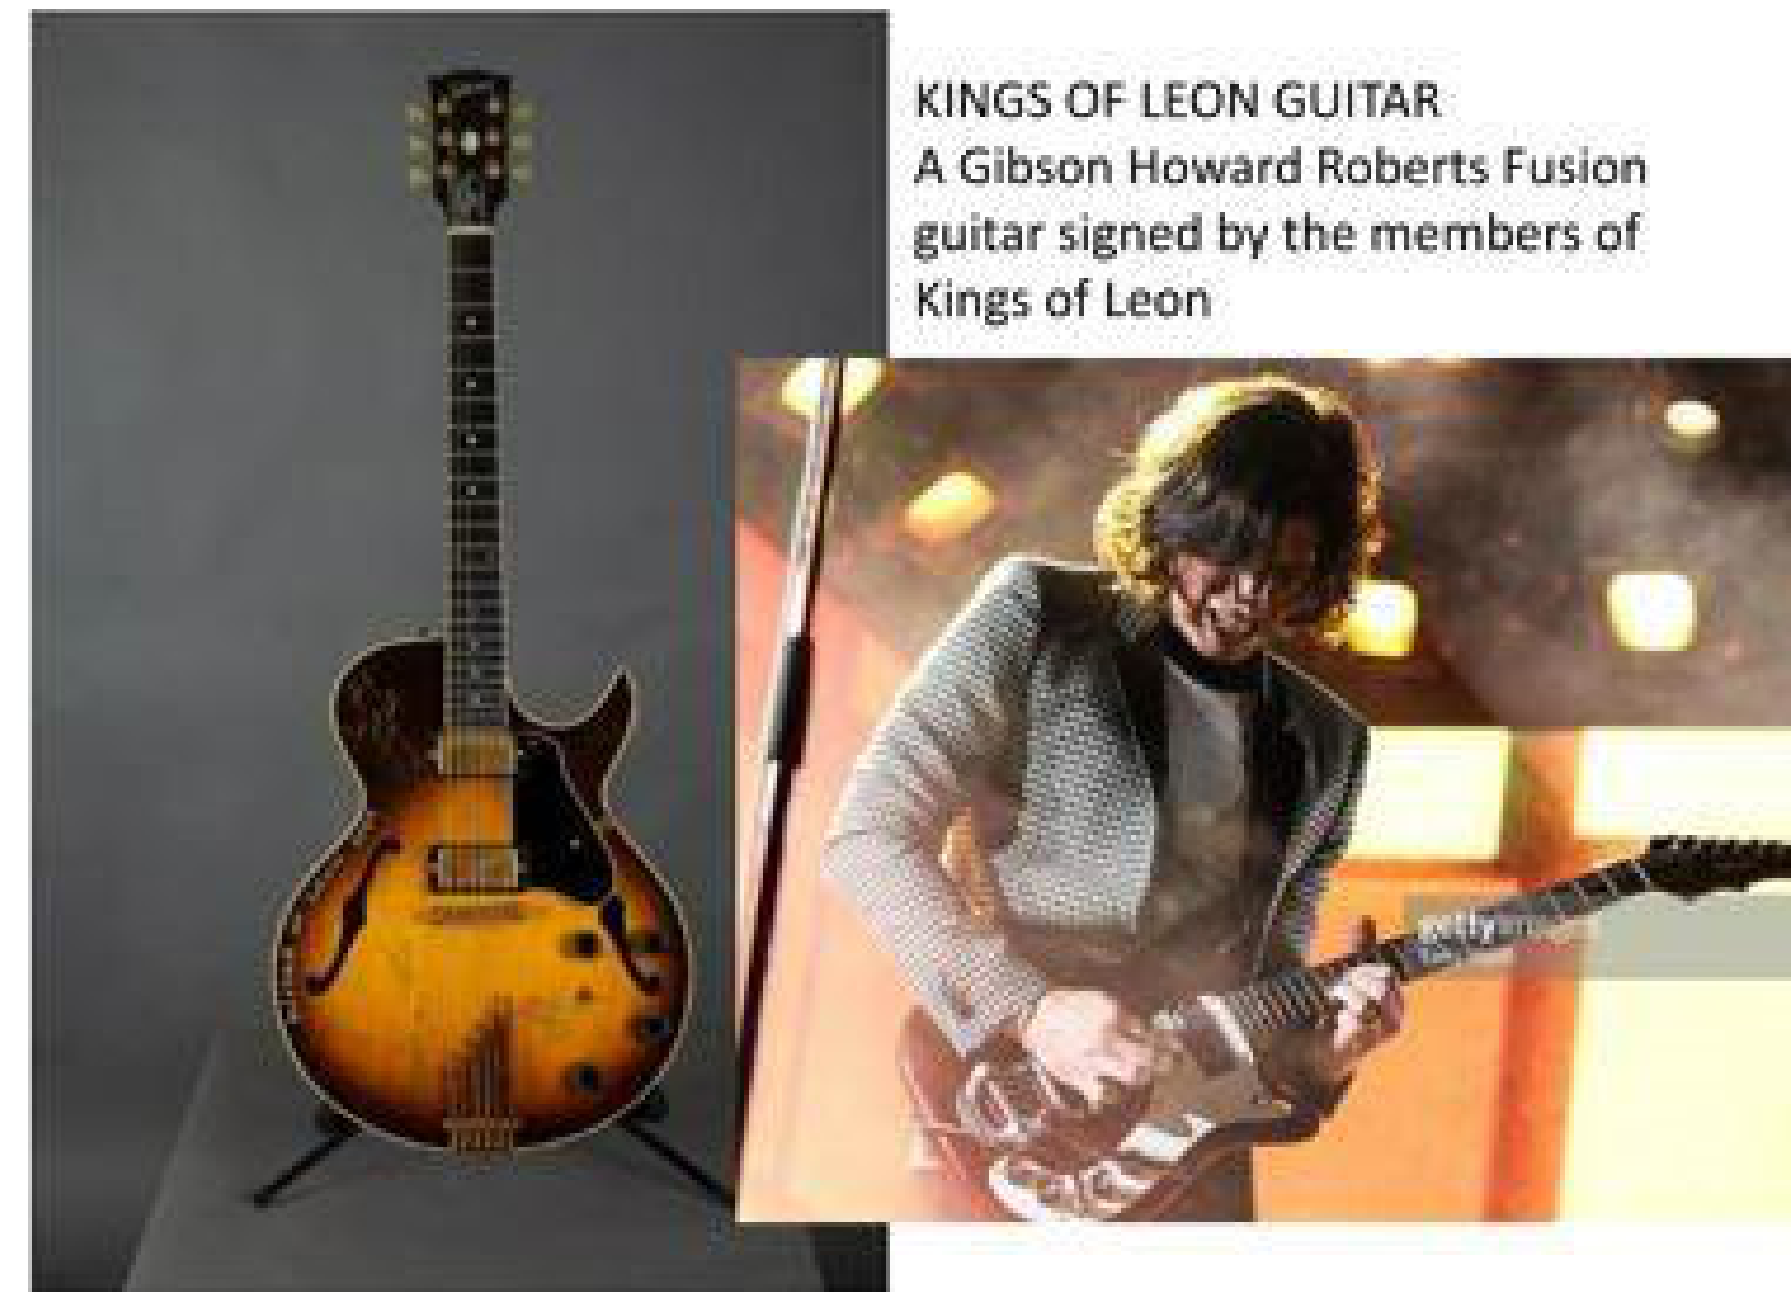 KINGS OF LEON GUITAR
A Gibson Howard Roberts Fusion
guitar signed by the members of
Kings of Leon